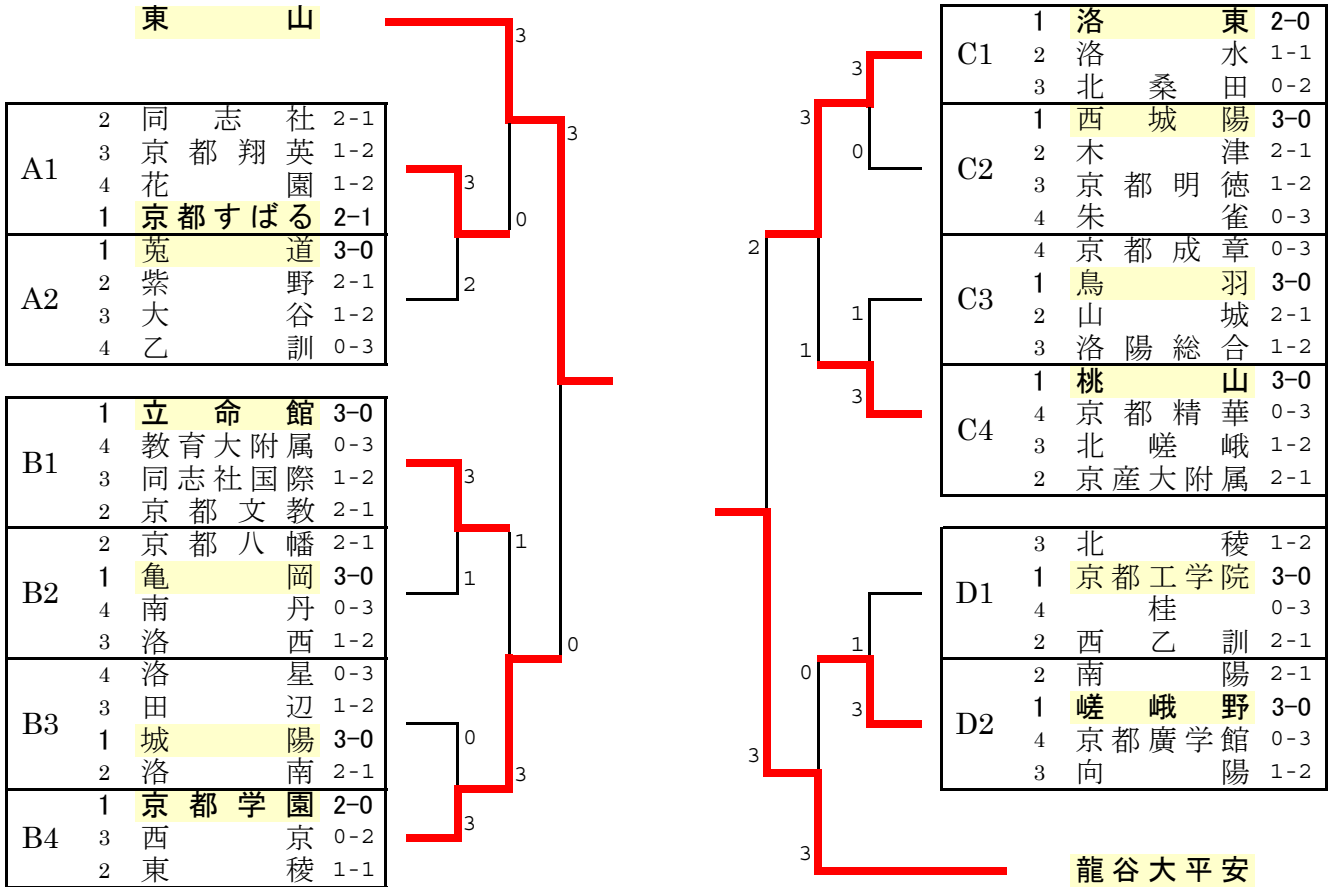 東山
3
3
A1
2 同志社 2-1
3 京都翔英 1-2
4 花園 1-2
1 京都すばる 2-1
3
0
A2
1 莵道 3-0
2 紫野 2-1
3 大谷 1-2
4 乙訓 0-3
2
B1
1 立命館 3-0
4 教育大附属 0-3
3 同志社国際 1-2
2 京都文教 2-1
3
1
B2
2 京都八幡 2-1
1 亀岡 3-0
4 南丹 0-3
3 洛西 1-2
1
0
B3
4 洛星 0-3
3 田辺 1-2
1 城陽 3-0
2 洛南 2-1
0
3
B4
1 京都学園 2-0
3 西京 0-2
2 東稜 1-1
3
C1
1 洛東 2-0
2 洛水 1-1
3 北桑田 0-2
3
3
C2
1 西城陽 3-0
2 木津 2-1
3 京都明徳 1-2
4 朱雀 0-3
0
2
C3
4 京都成章 0-3
1 鳥羽 3-0
2 山城 2-1
3 洛陽総合 1-2
1
1
C4
1 桃山 3-0
4 京都精華 0-3
3 北嵯峨 1-2
2 京産大附属 2-1
3
D1
3 北稜 1-2
1 京都工学院 3-0
4 桂 0-3
2 西乙訓 2-1
1
0
D2
2 南陽 2-1
1 嵯峨野 3-0
4 京都廣学館 0-3
3 向陽 1-2
3
3
3
龍谷大平安